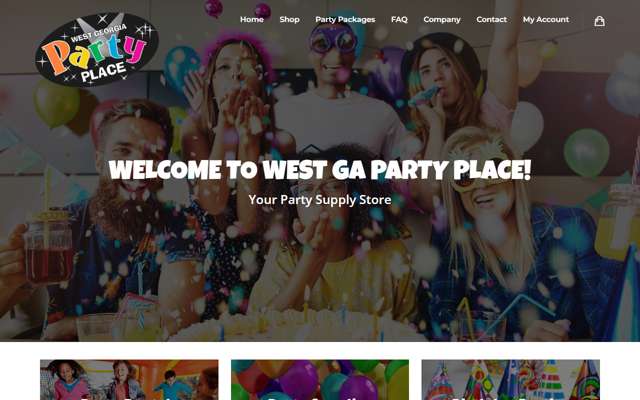 WEST GEORGIA
Party
PLACE
Home
Shop
Party Packages
FAQ
Company
Contact
My Account
WELCOME TO WEST GA PARTY PLACE!
Your Party Supply Store